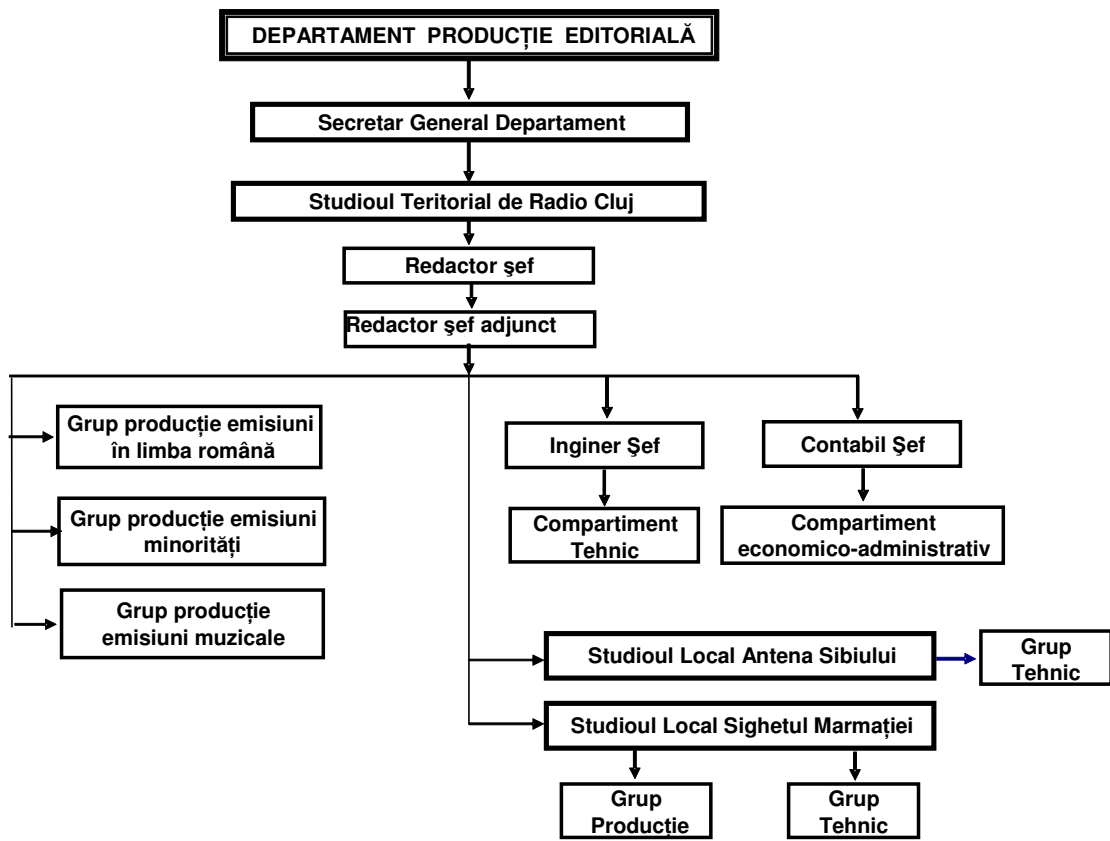 DEPARTAMENT PRODUCȚIE EDITORIALĂ
Secretar General Departament
Studioul Teritorial de Radio Cluj
Redactor şef
Redactor şef adjunct
Grup producție emisiuni
în limba română
Inginer Şef
Contabil Şef
Grup producție emisiuni
minorități
Compartiment
Tehnic
Compartiment
economico-administrativ
Grup producție
emisiuni muzicale
Studioul Local Antena Sibiului
Grup
Tehnic
Studioul Local Sighetul Marmației
Grup
Producție
Grup
Tehnic